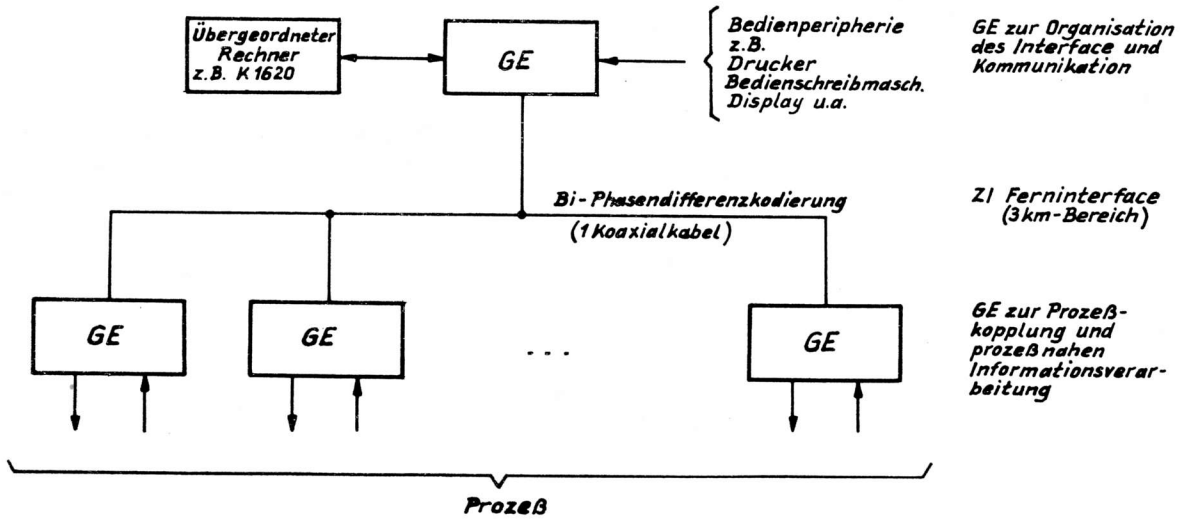 Übergeordneter
Rechner
z.B. K 1620
GE
Bedienperipherie
z.B.
Drucker
Bedienschreibmasch.
Display u.a.
GE zur Organisation
des Interface und
Kommunikation
Bi-Phasendifferenzkodierung
(1 Koaxialkabel)
ZI Ferninterface
(3km-Bereich)
GE
GE
...
GE
GE zur Prozeß-
kopplung und
prozeßnahen
Informationsverar-
beitung
Prozeß